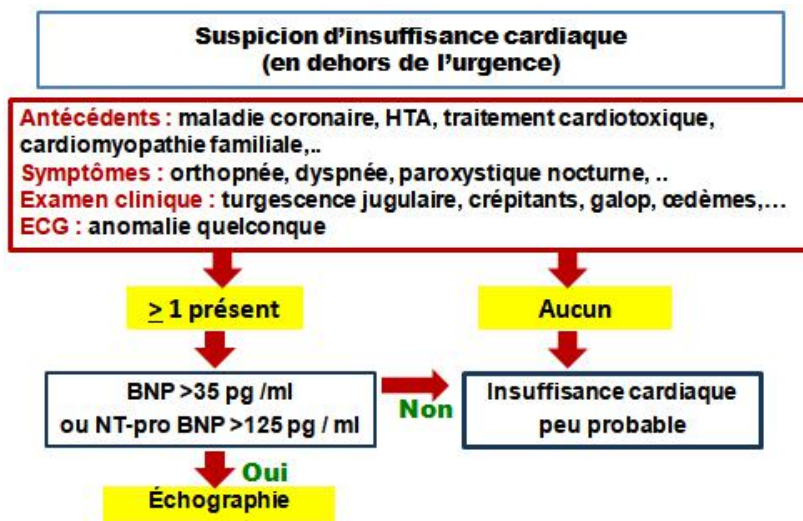 Suspicion d'insuffisance cardiaque
(en dehors de l'urgence)
Antécédents : maladie coronaire, HTA, traitement cardiotoxique,
cardiomyopathie familiale,..
Symptômes : orthopnée, dyspnée, paroxystique nocturne, ..
Examen clinique : turgescence jugulaire, crépitants, galop, œdèmes,...
ECG : anomalie quelconque
≥ 1 présent
Aucun
BNP >35 pg /ml
ou NT-pro BNP >125 pg / ml
Non
Insuffisance cardiaque
peu probable
Oui
Échographie